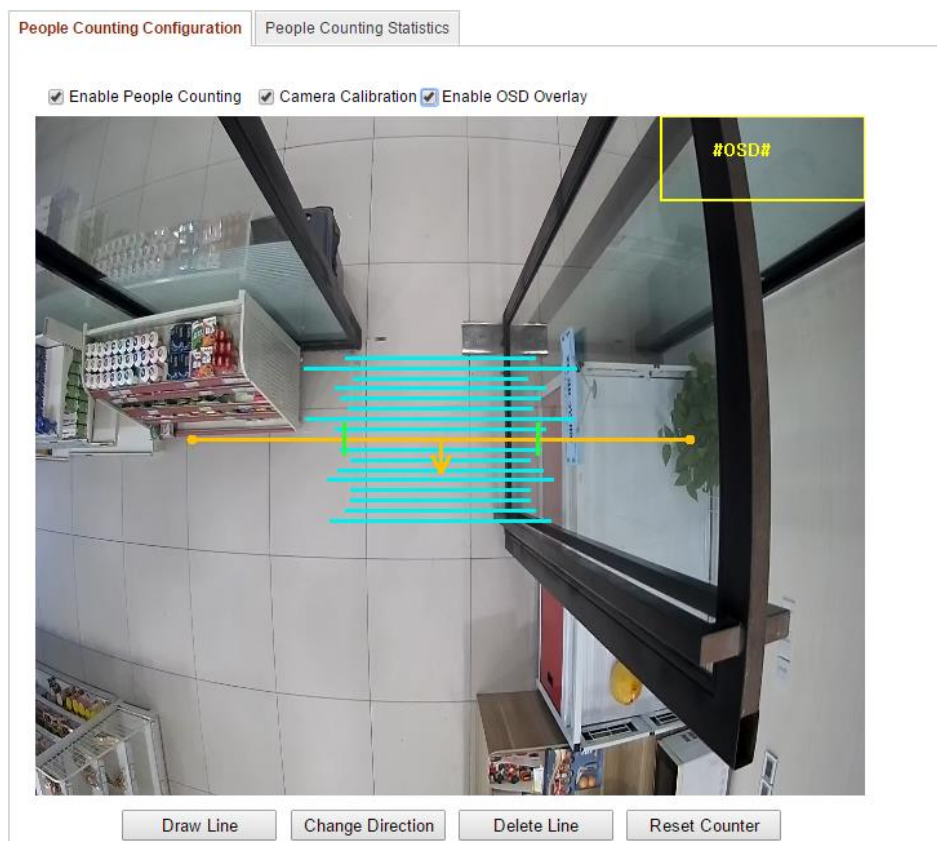 People Counting Configuration
People Counting Statistics
Enable People Counting
Camera Calibration
Enable OSD Overlay
#OSD#
Draw Line
Change Direction
Delete Line
Reset Counter